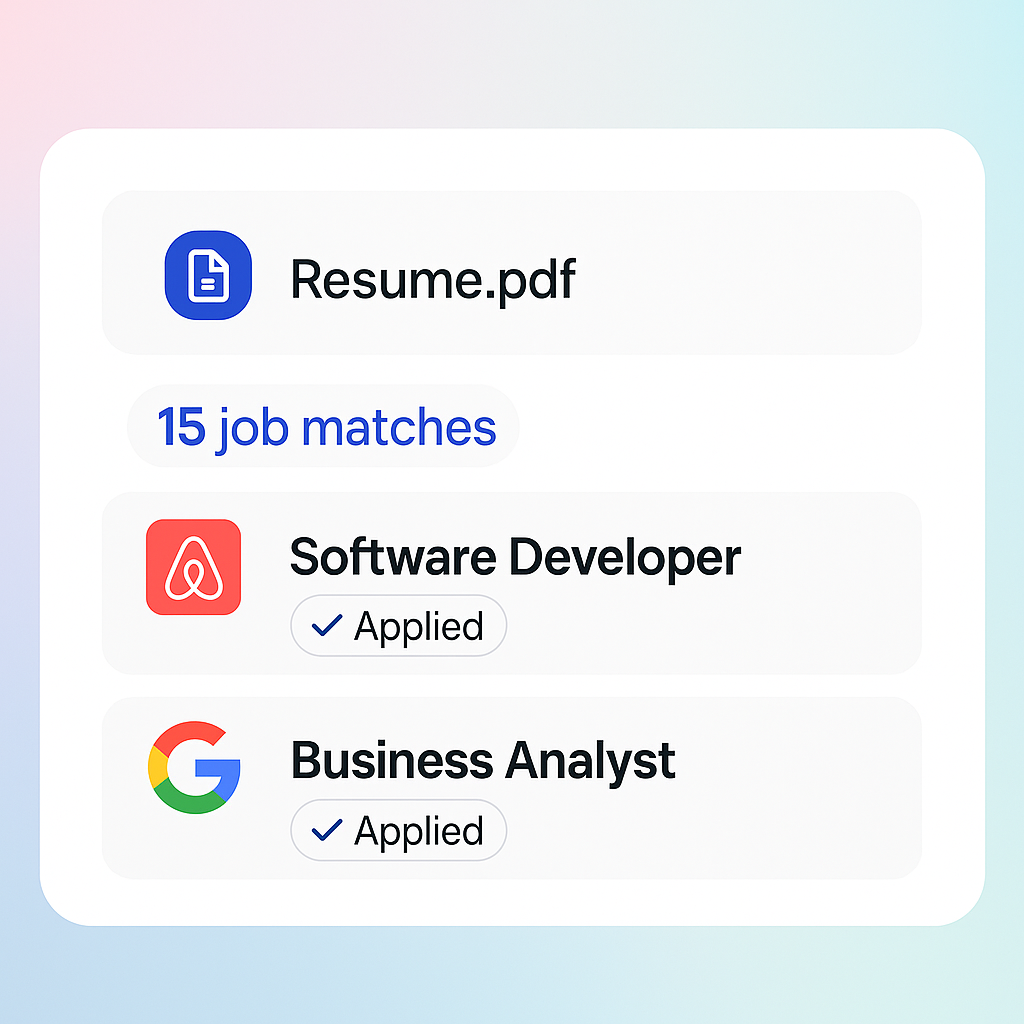 Resume.pdf
15 job matches
Software Developer
Applied
Business Analyst
Applied